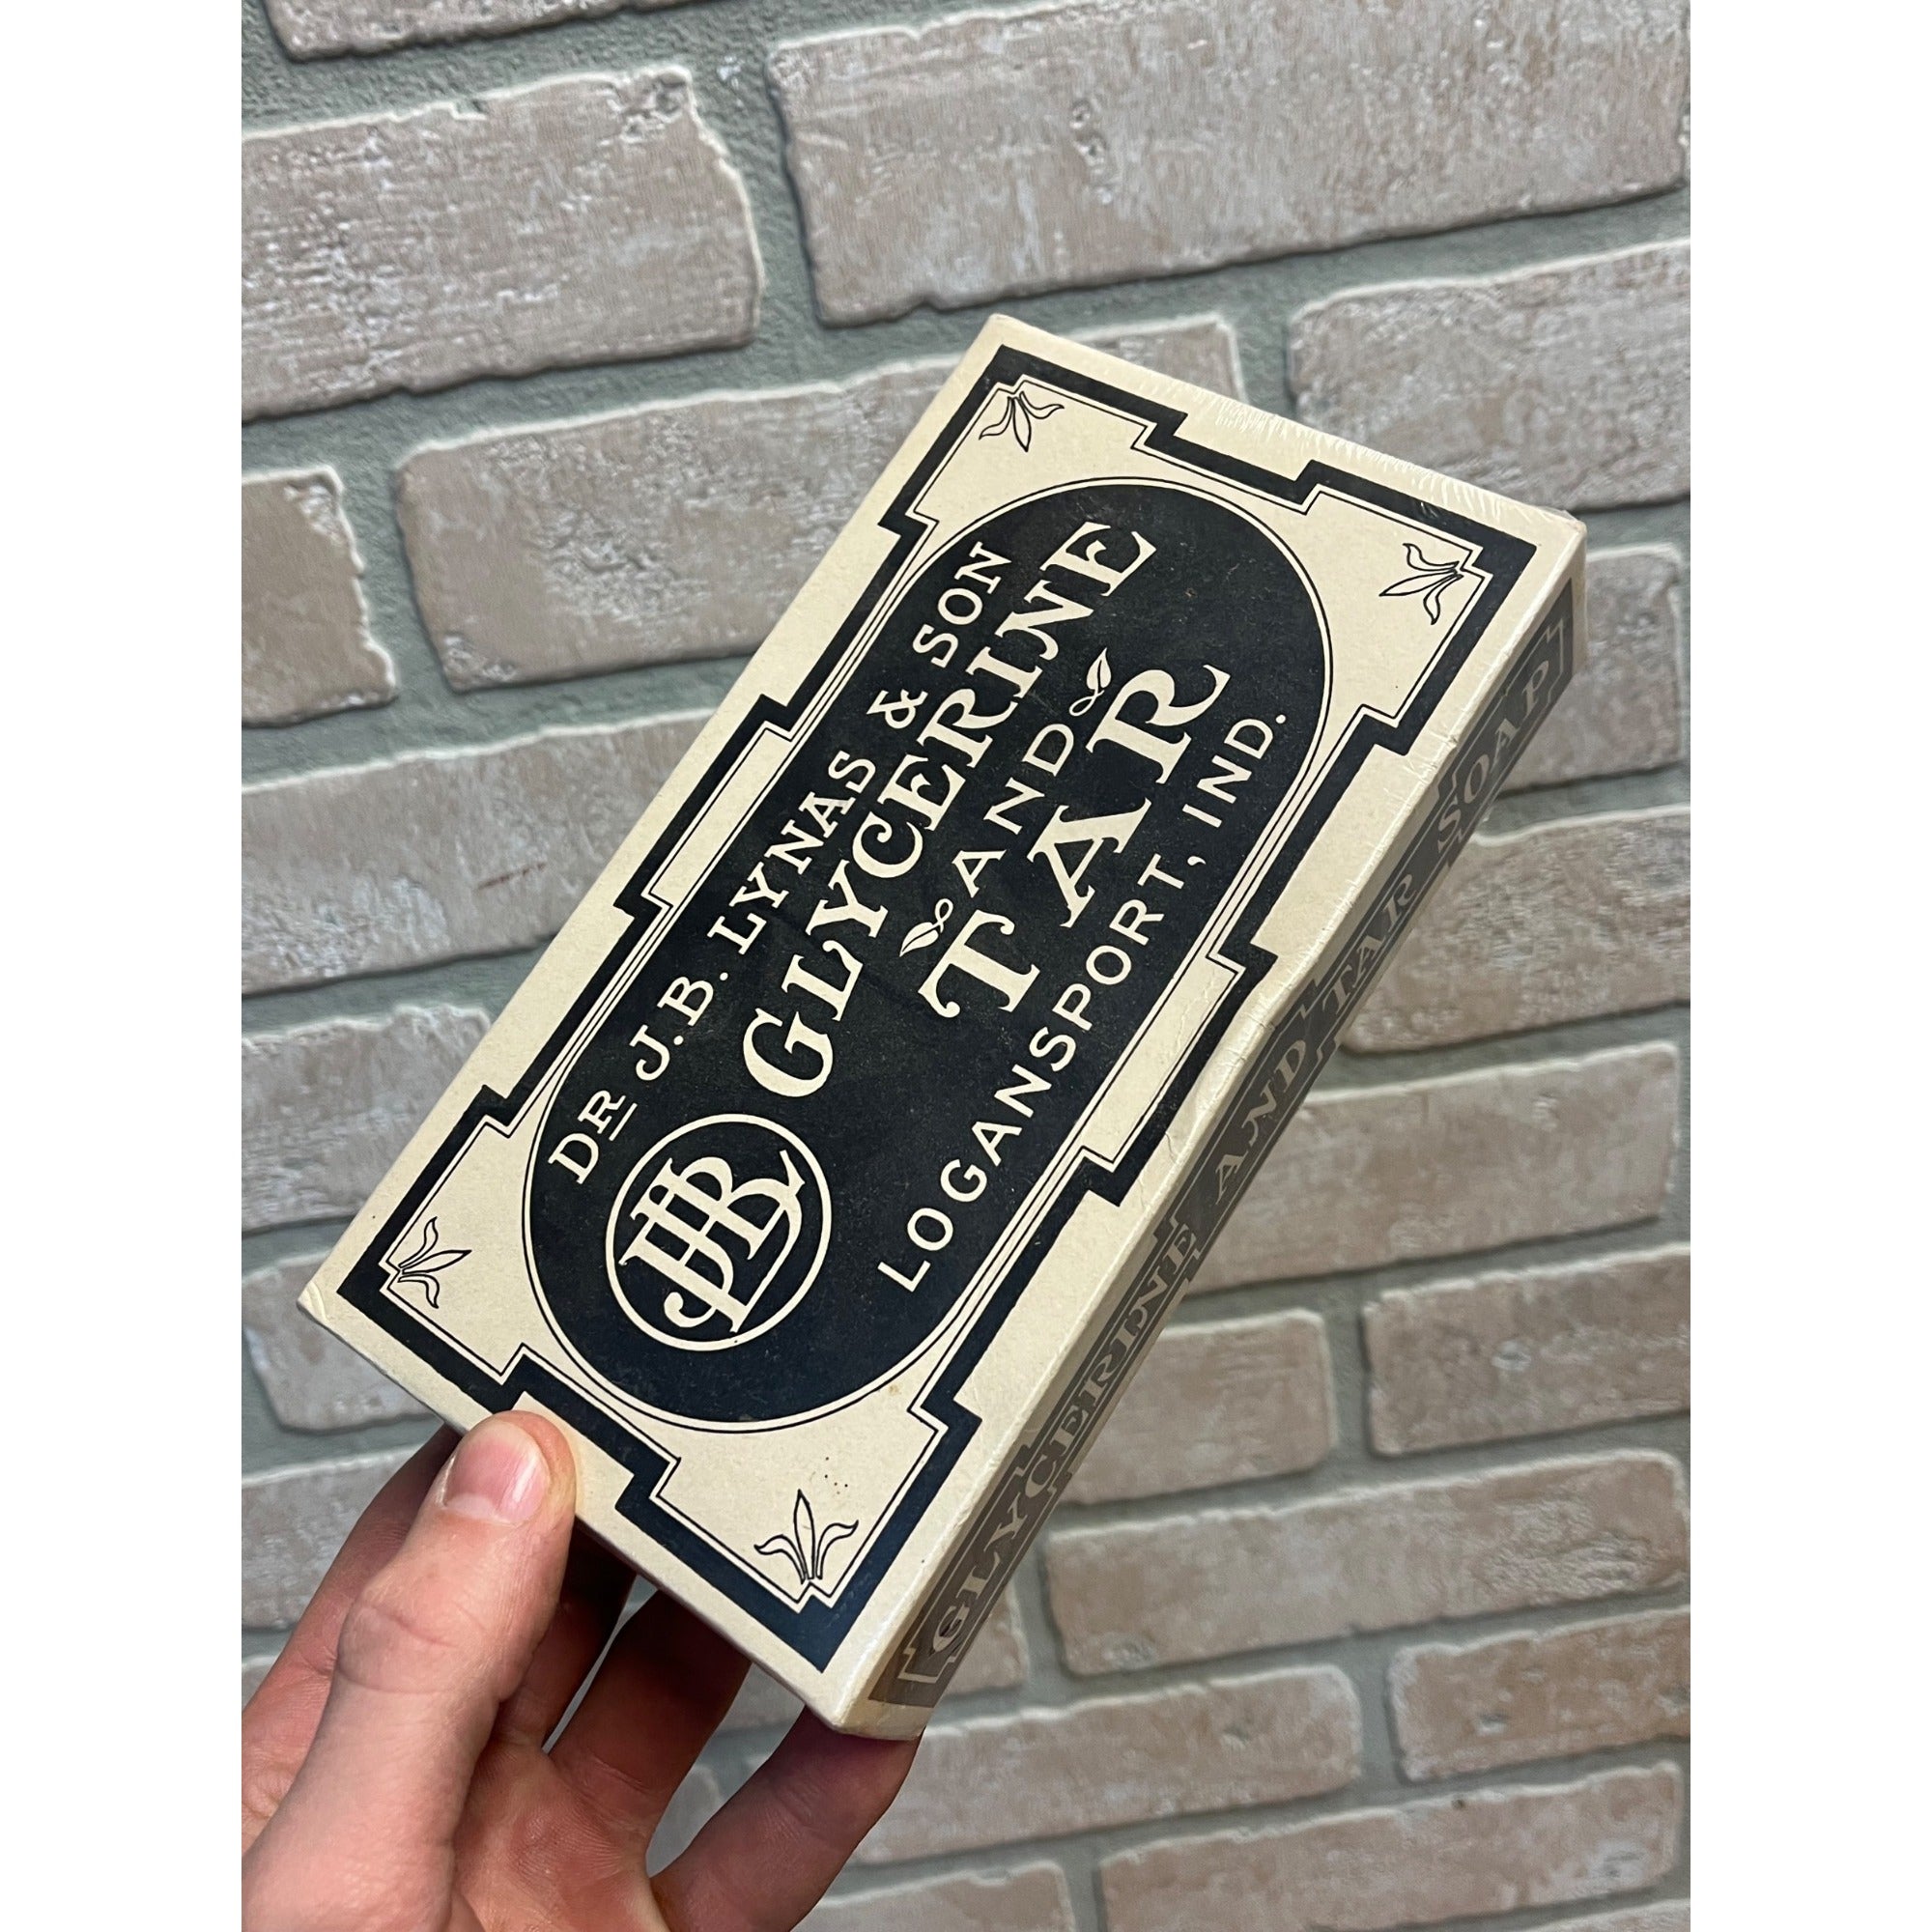 DR J.B. LYNAS & SON
GLYCERINE
AND
TAR
LOGANSPORT, IND.
JBL
GLYCERINE AND TAR SOAP